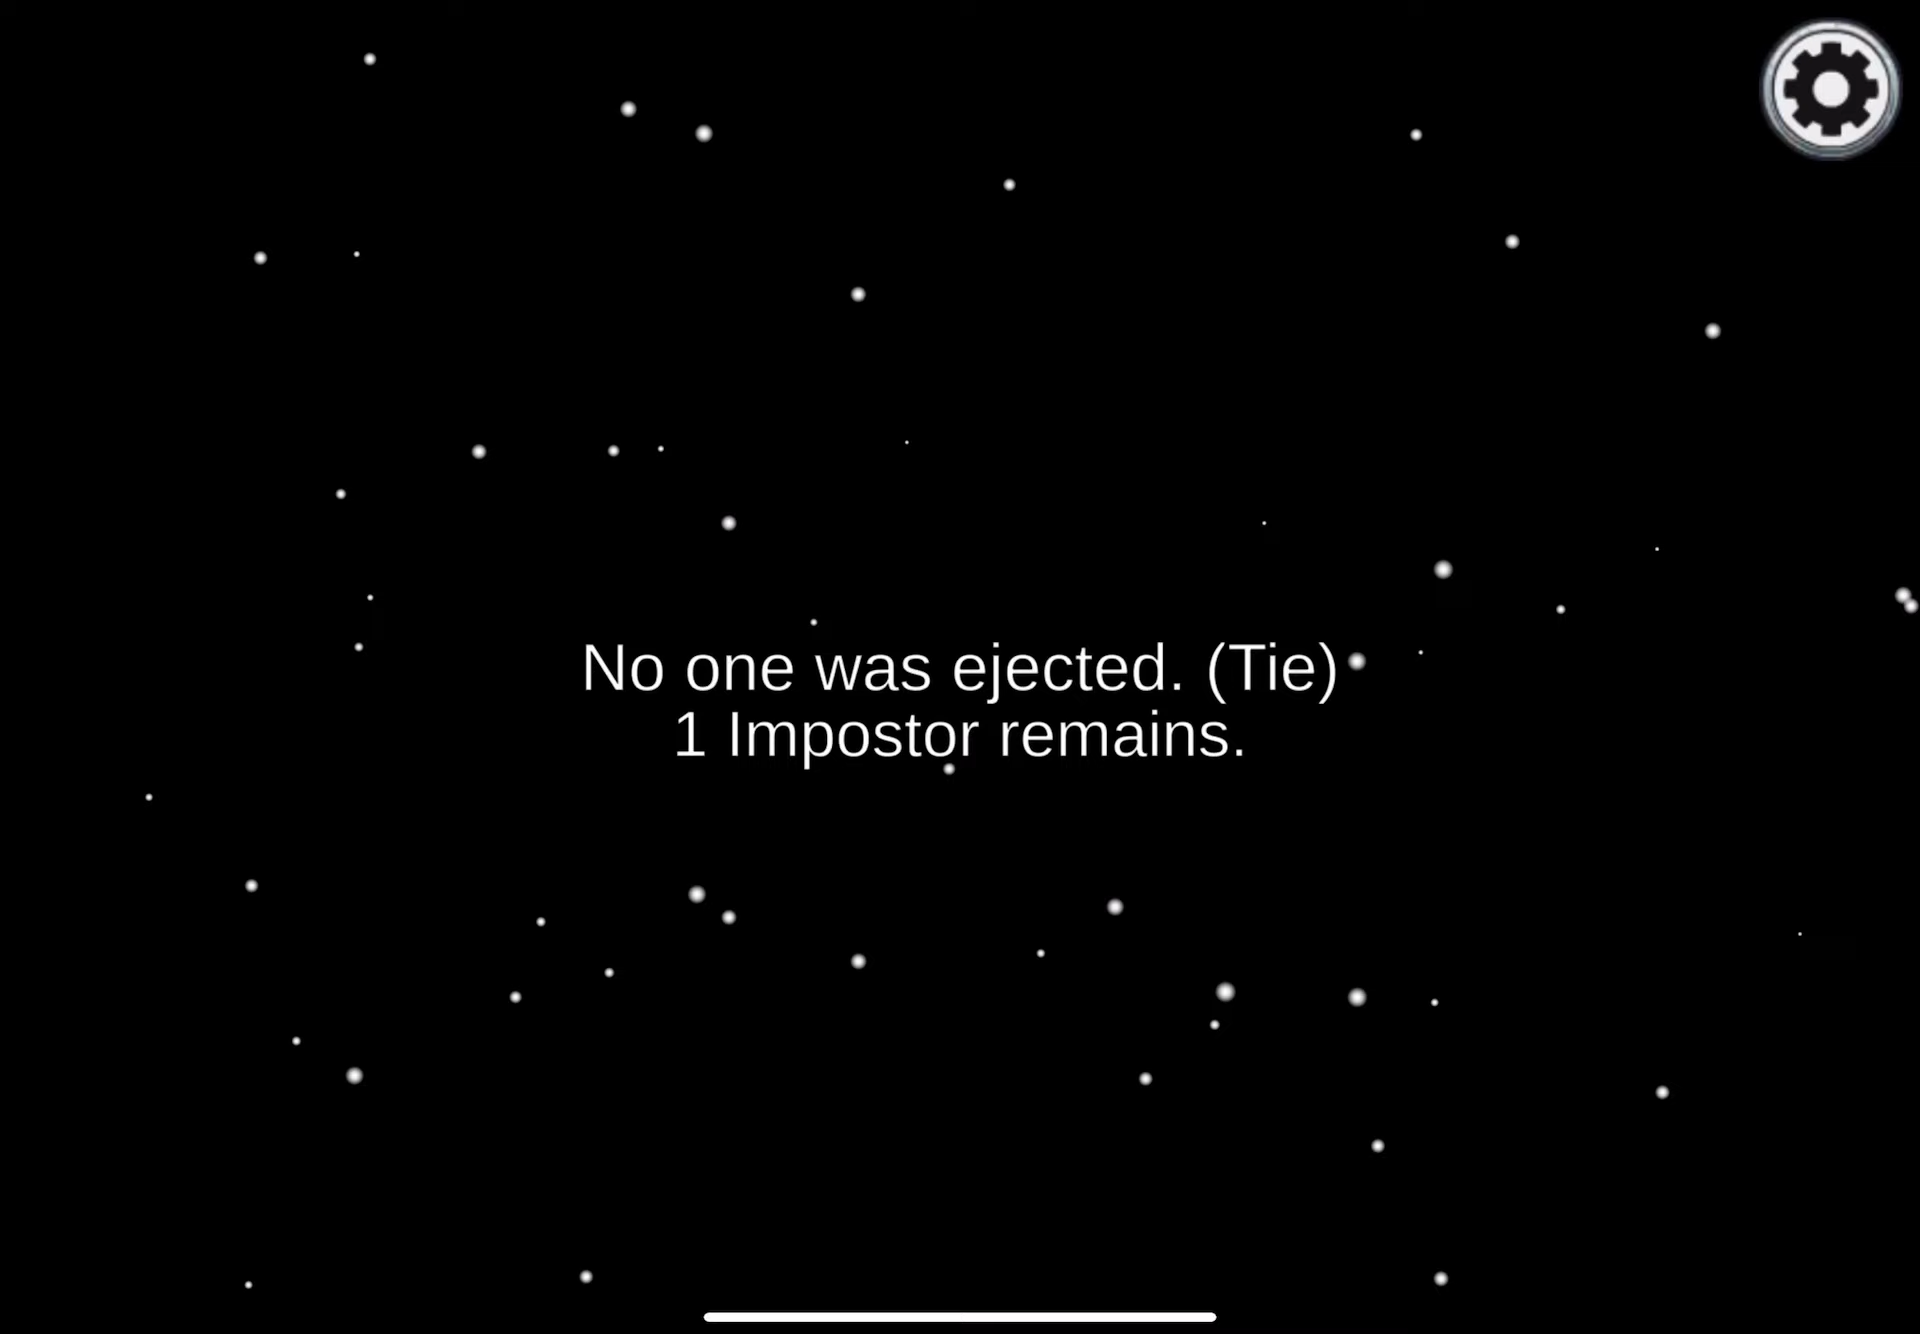 No one was ejected. (Tie)
1 Impostor remains.